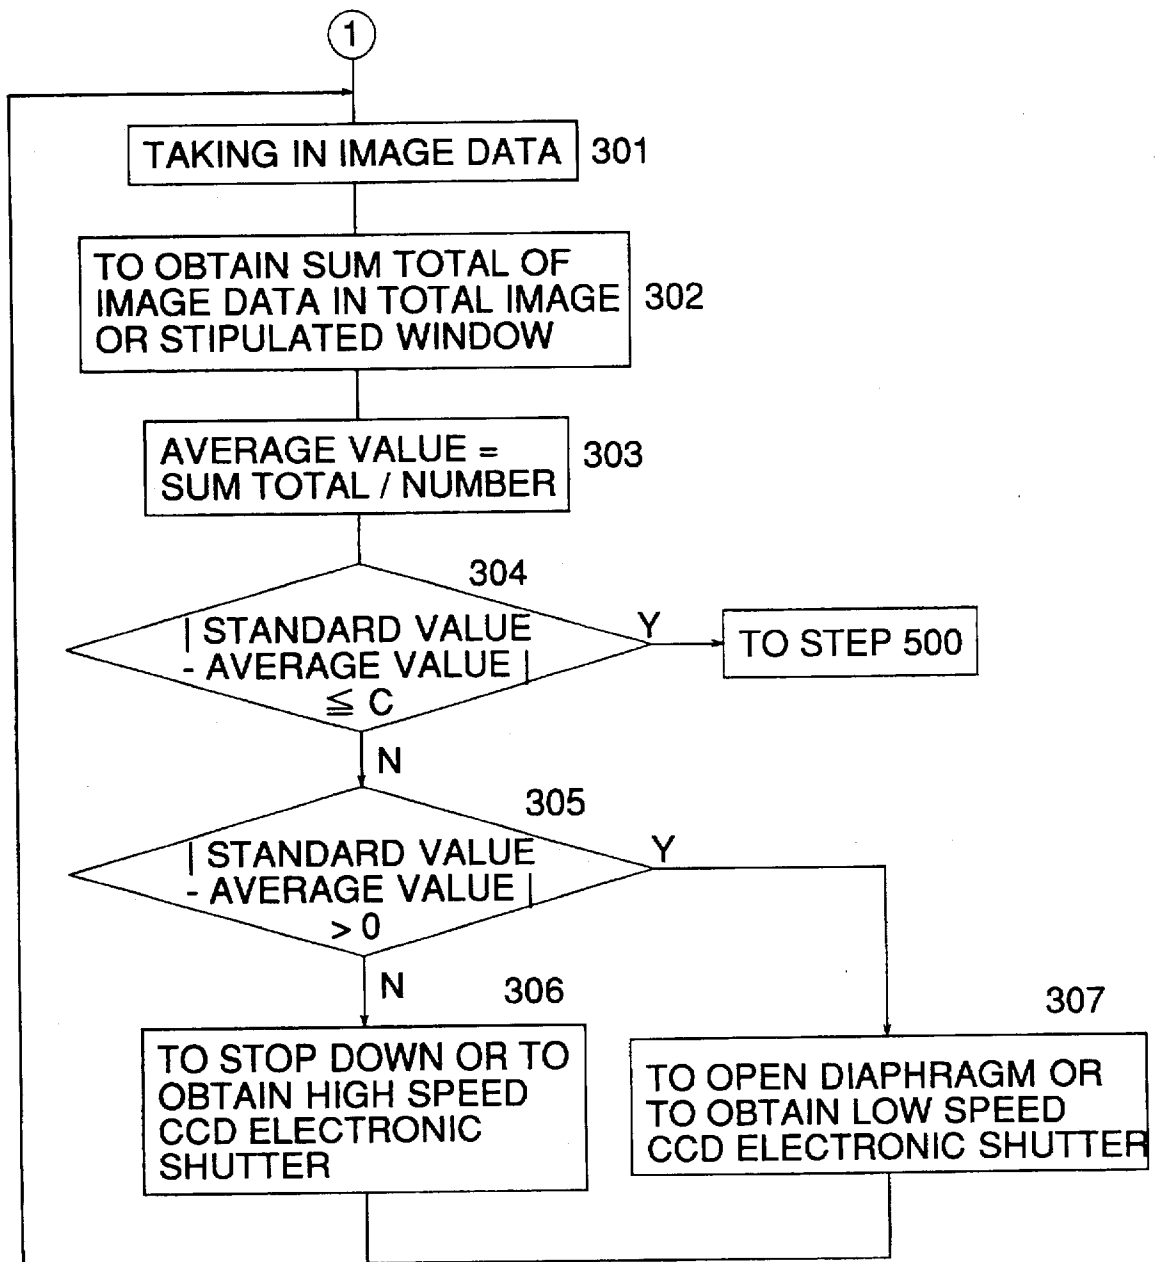 1
TAKING IN IMAGE DATA
301
TO OBTAIN SUM TOTAL OF
IMAGE DATA IN TOTAL IMAGE
OR STIPULATED WINDOW
302
AVERAGE VALUE =
SUM TOTAL / NUMBER
303
304
| STANDARD VALUE
- AVERAGE VALUE |
≦ C
Y
TO STEP 500
N
305
| STANDARD VALUE
- AVERAGE VALUE |
> 0
Y
N
306
TO STOP DOWN OR TO
OBTAIN HIGH SPEED
CCD ELECTRONIC
SHUTTER
307
TO OPEN DIAPHRAGM OR
TO OBTAIN LOW SPEED
CCD ELECTRONIC SHUTTER